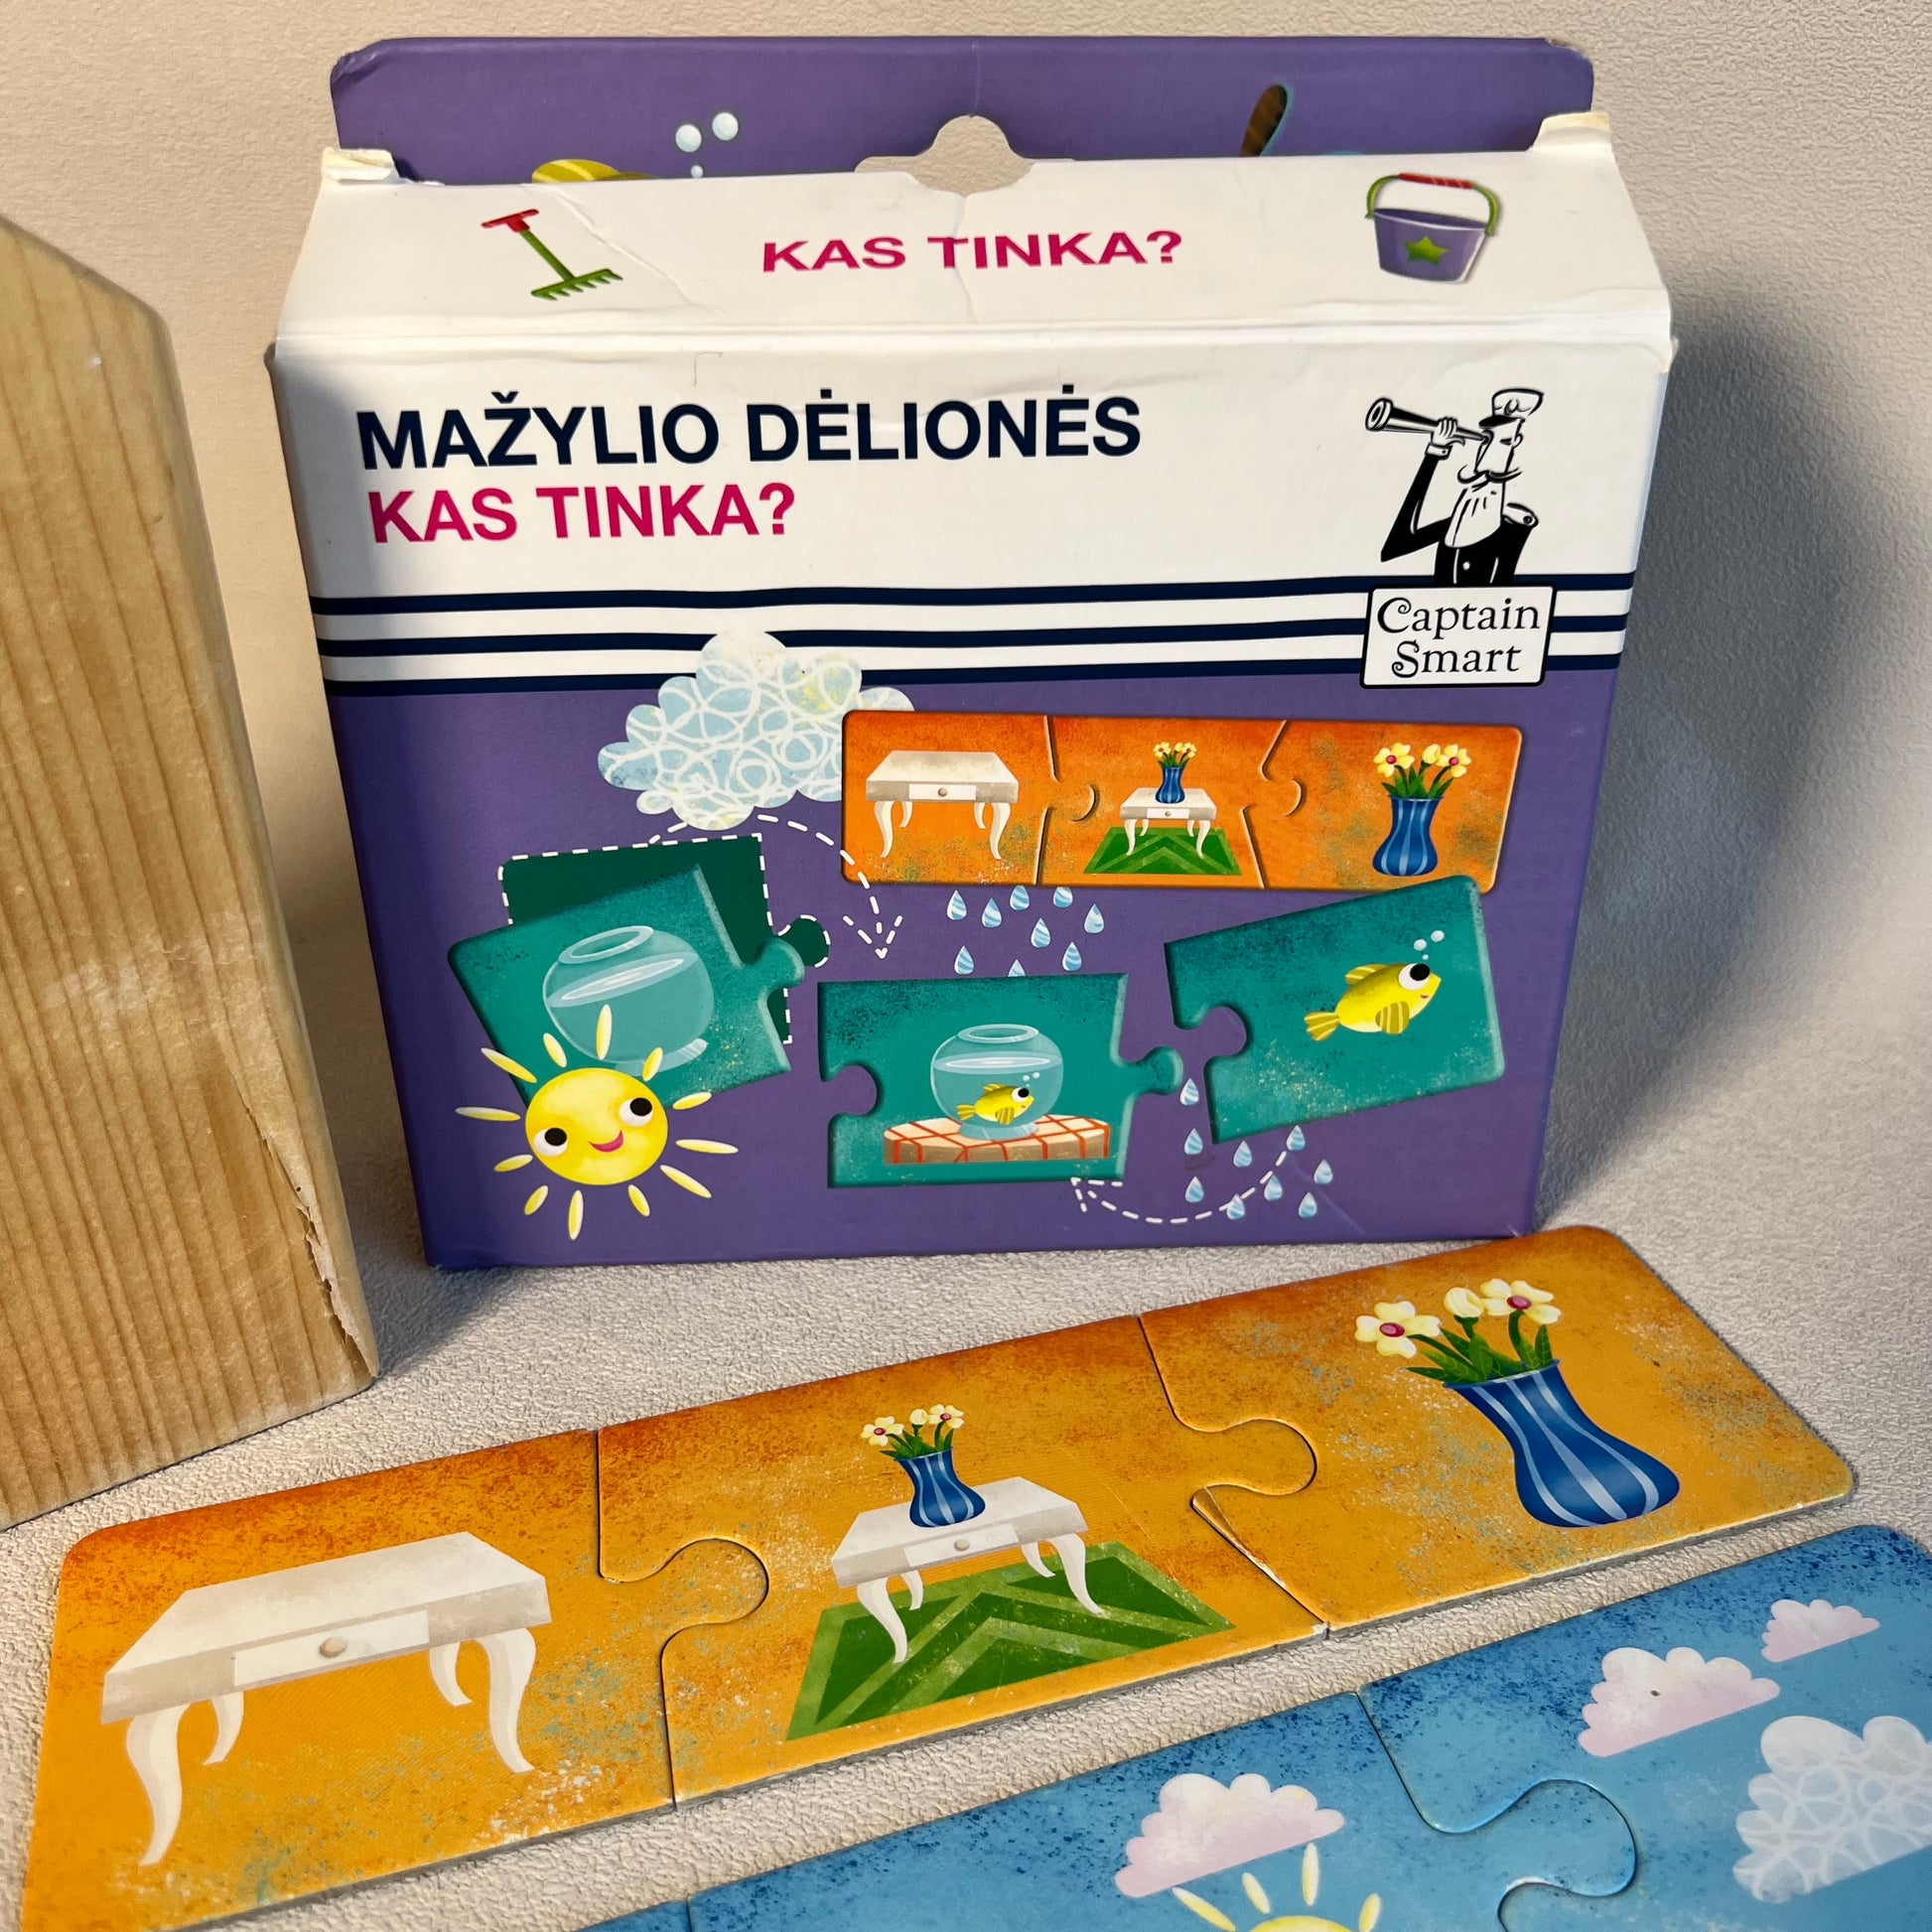 KAS TINKA?
MAŽYLIO DĖLIONĖS
KAS TINKA?
Captain
Smart